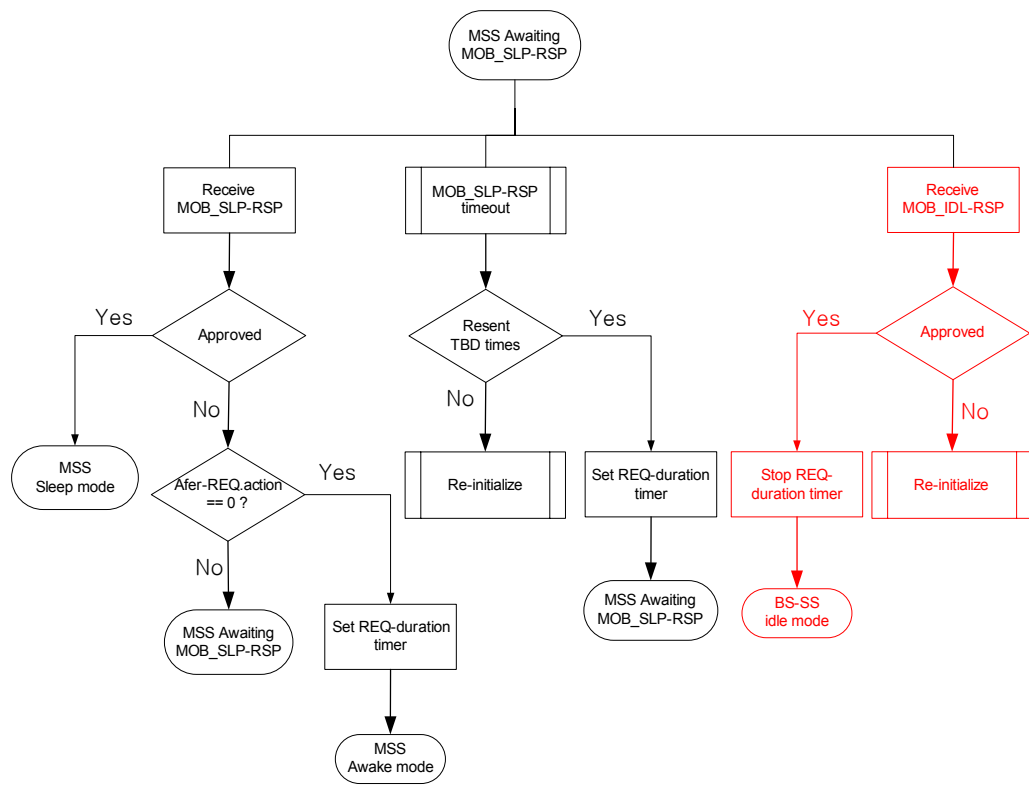 MSS Awaiting
MOB_SLP-RSP
Receive
MOB_SLP-RSP
MOB_SLP-RSP
timeout
Receive
MOB_IDL-RSP
Yes
Approved
Resent
TBD times
Yes
Yes
Approved
No
No
No
MSS
Sleep mode
Afer-REQ.action
== 0 ?
Yes
Re-initialize
Set REQ-duration
timer
Stop REQ-
duration timer
Re-initialize
No
MSS Awaiting
MOB_SLP-RSP
Set REQ-duration
timer
MSS Awaiting
MOB_SLP-RSP
BS-SS
idle mode
MSS
Awake mode